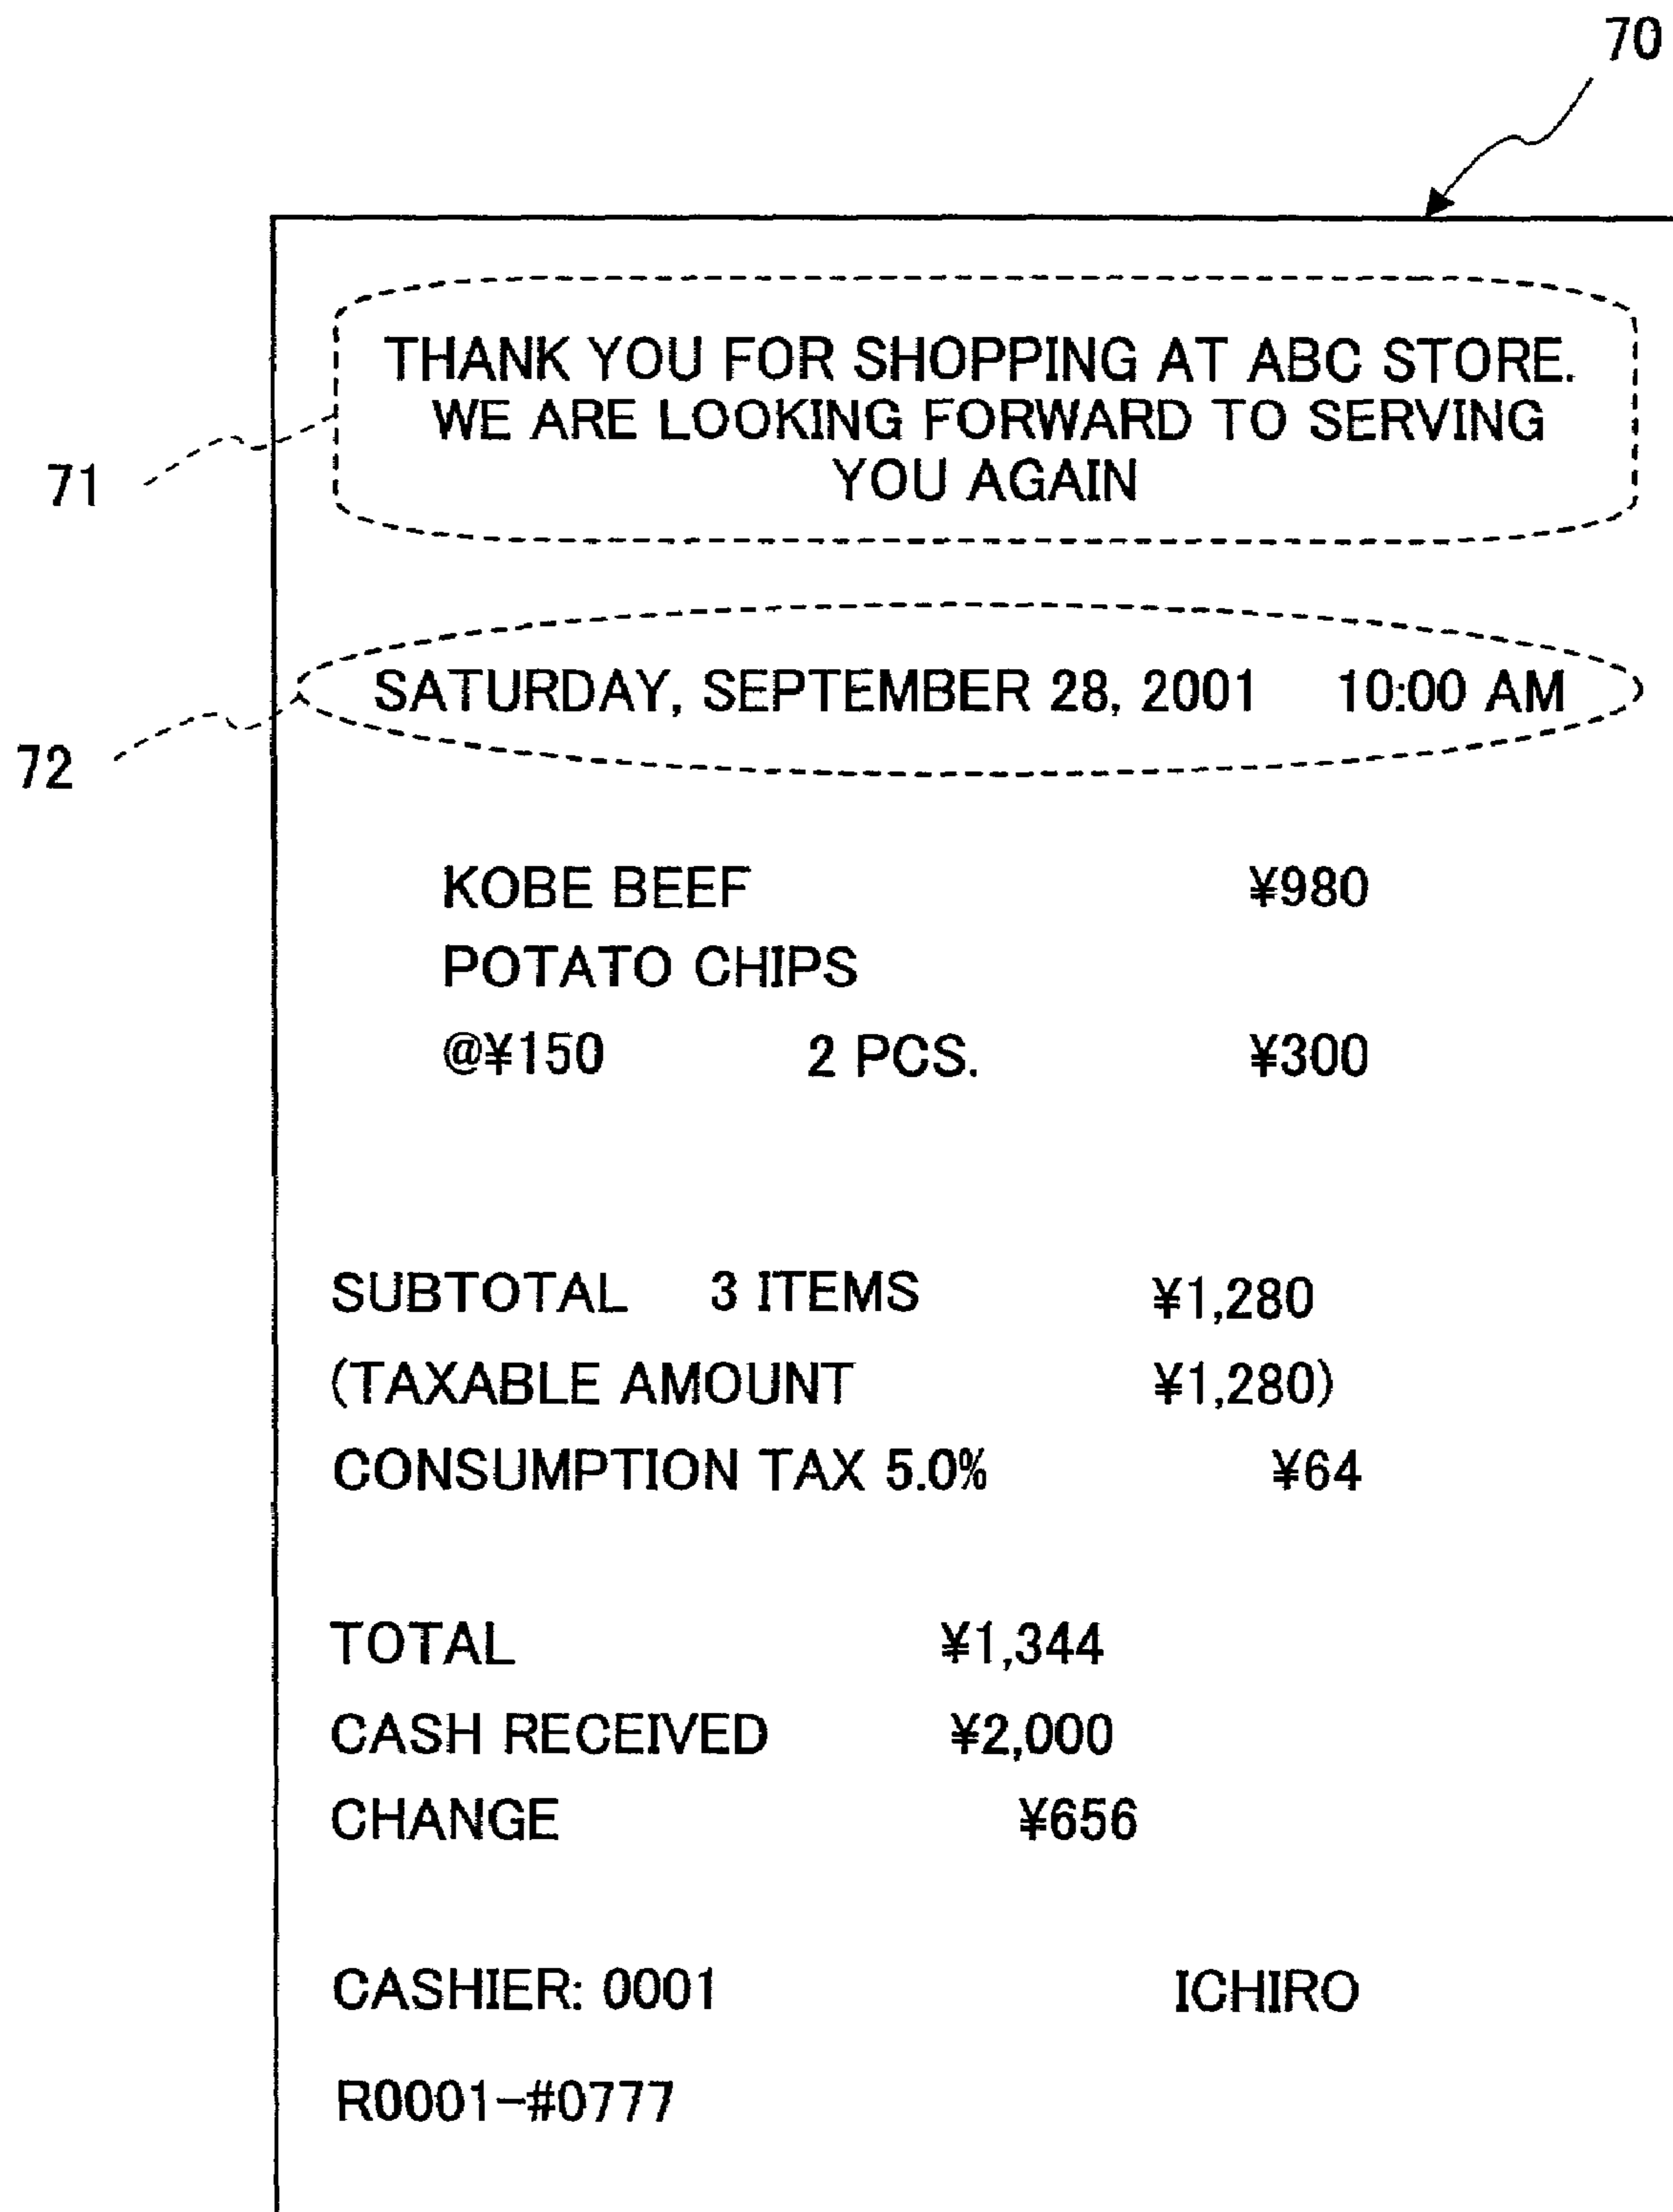 70
THANK YOU FOR SHOPPING AT ABC STORE.
WE ARE LOOKING FORWARD TO SERVING
YOU AGAIN
71
SATURDAY, SEPTEMBER 28, 2001 10:00 AM
72
KOBE BEEF ¥980
POTATO CHIPS
@¥150 2 PCS. ¥300
SUBTOTAL 3 ITEMS ¥1,280
(TAXABLE AMOUNT ¥1,280)
CONSUMPTION TAX 5.0% ¥64
TOTAL ¥1,344
CASH RECEIVED ¥2,000
CHANGE ¥656
CASHIER: 0001 ICHIRO
R0001-#0777